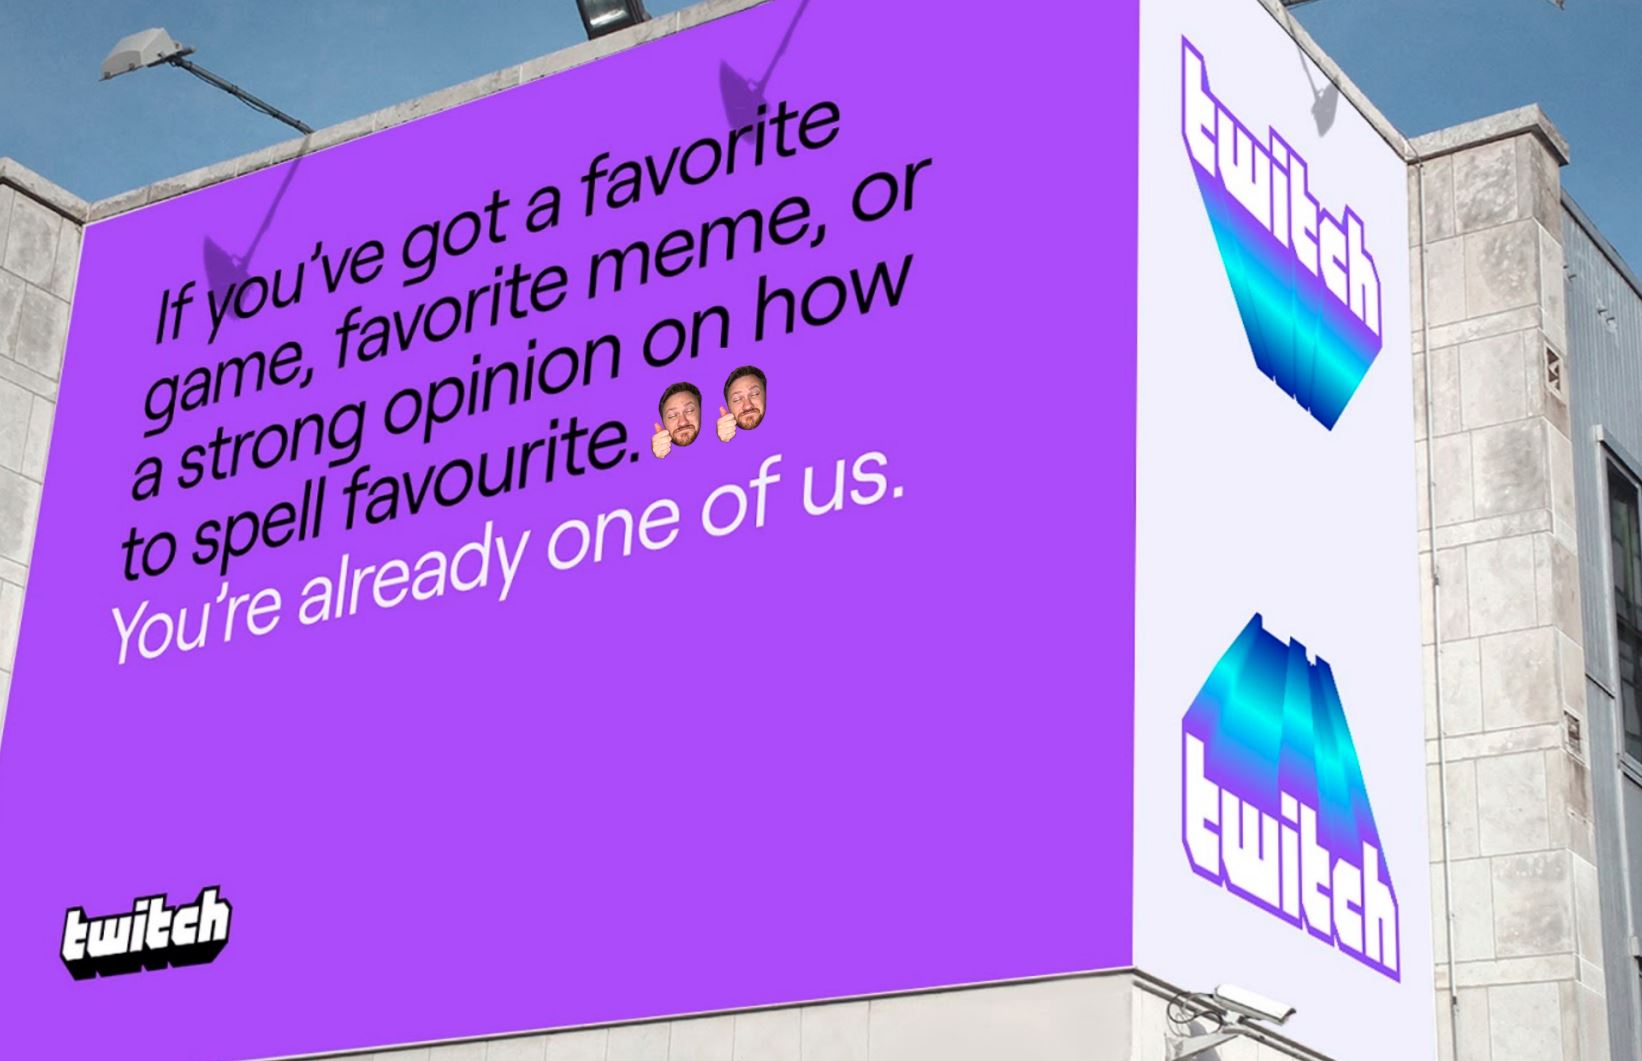 If you've got a favorite
game, favorite meme, or
a strong opinion on how
to spell favourite.
You're already one of us.
twitch
twitch
twitch